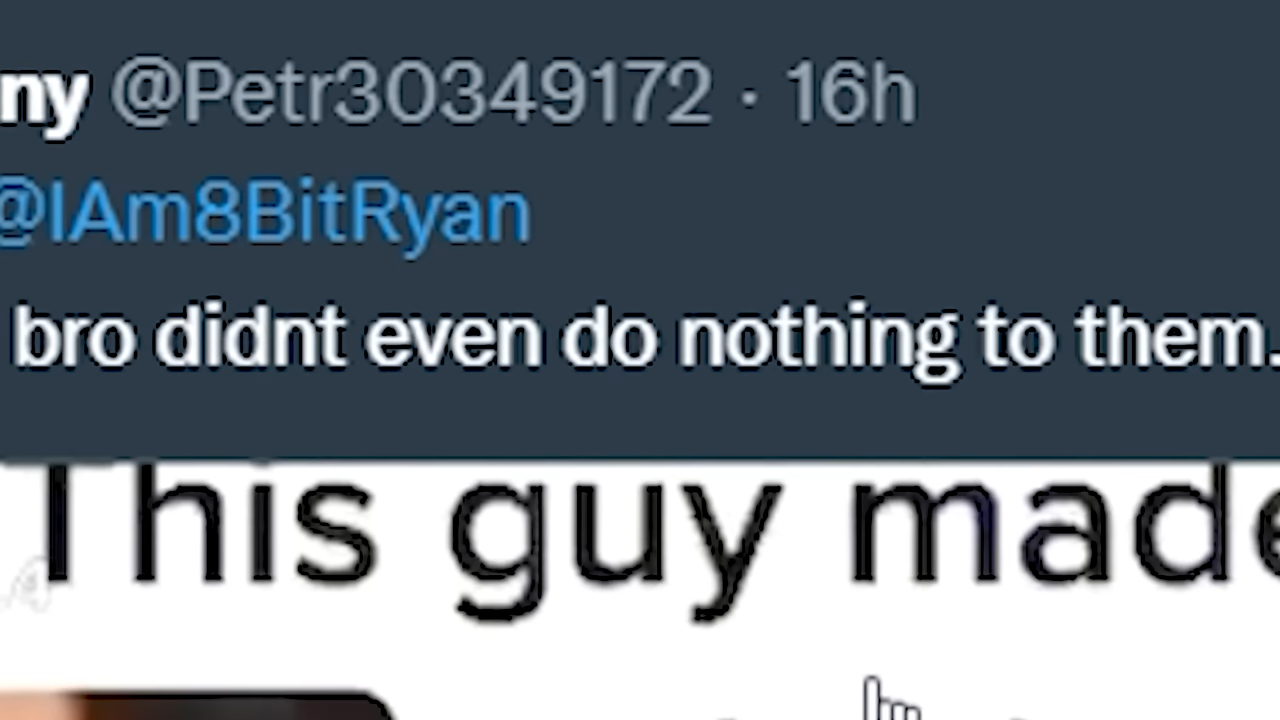 ny @Petr30349172 · 16h
@IAm8BitRyan
bro didnt even do nothing to them.
This guy made